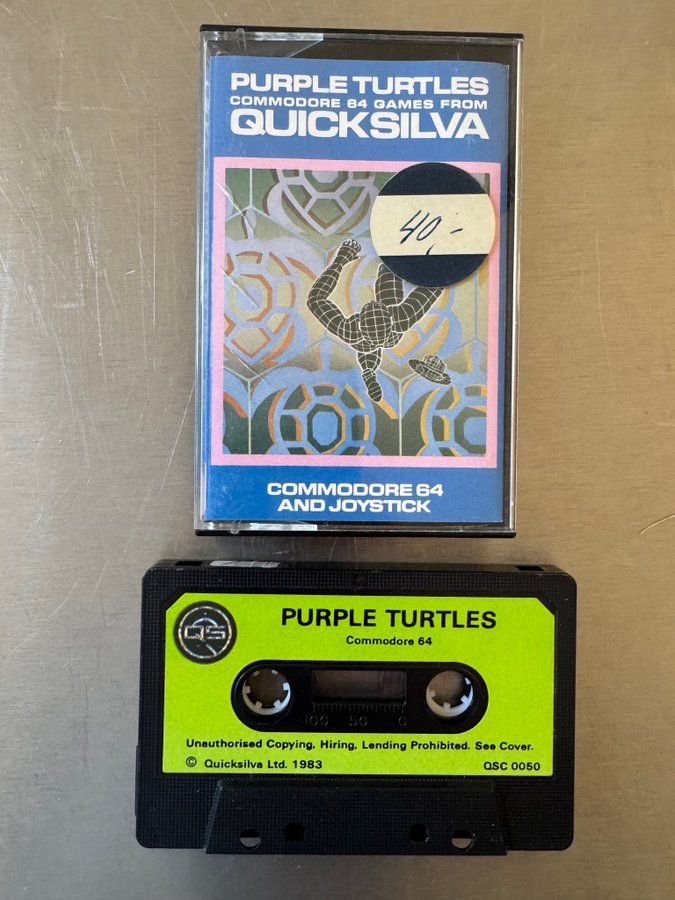 PURPLE TURTLES
COMMODORE 64 GAMES FROM
QUICKSILVA
40,-
COMMODORE 64
AND JOYSTICK
QS
PURPLE TURTLES
Commodore 64
100 50 0
Unauthorised Copying, Hiring, Lending Prohibited. See Cover.
© Quicksilva Ltd. 1983 QSC 0050